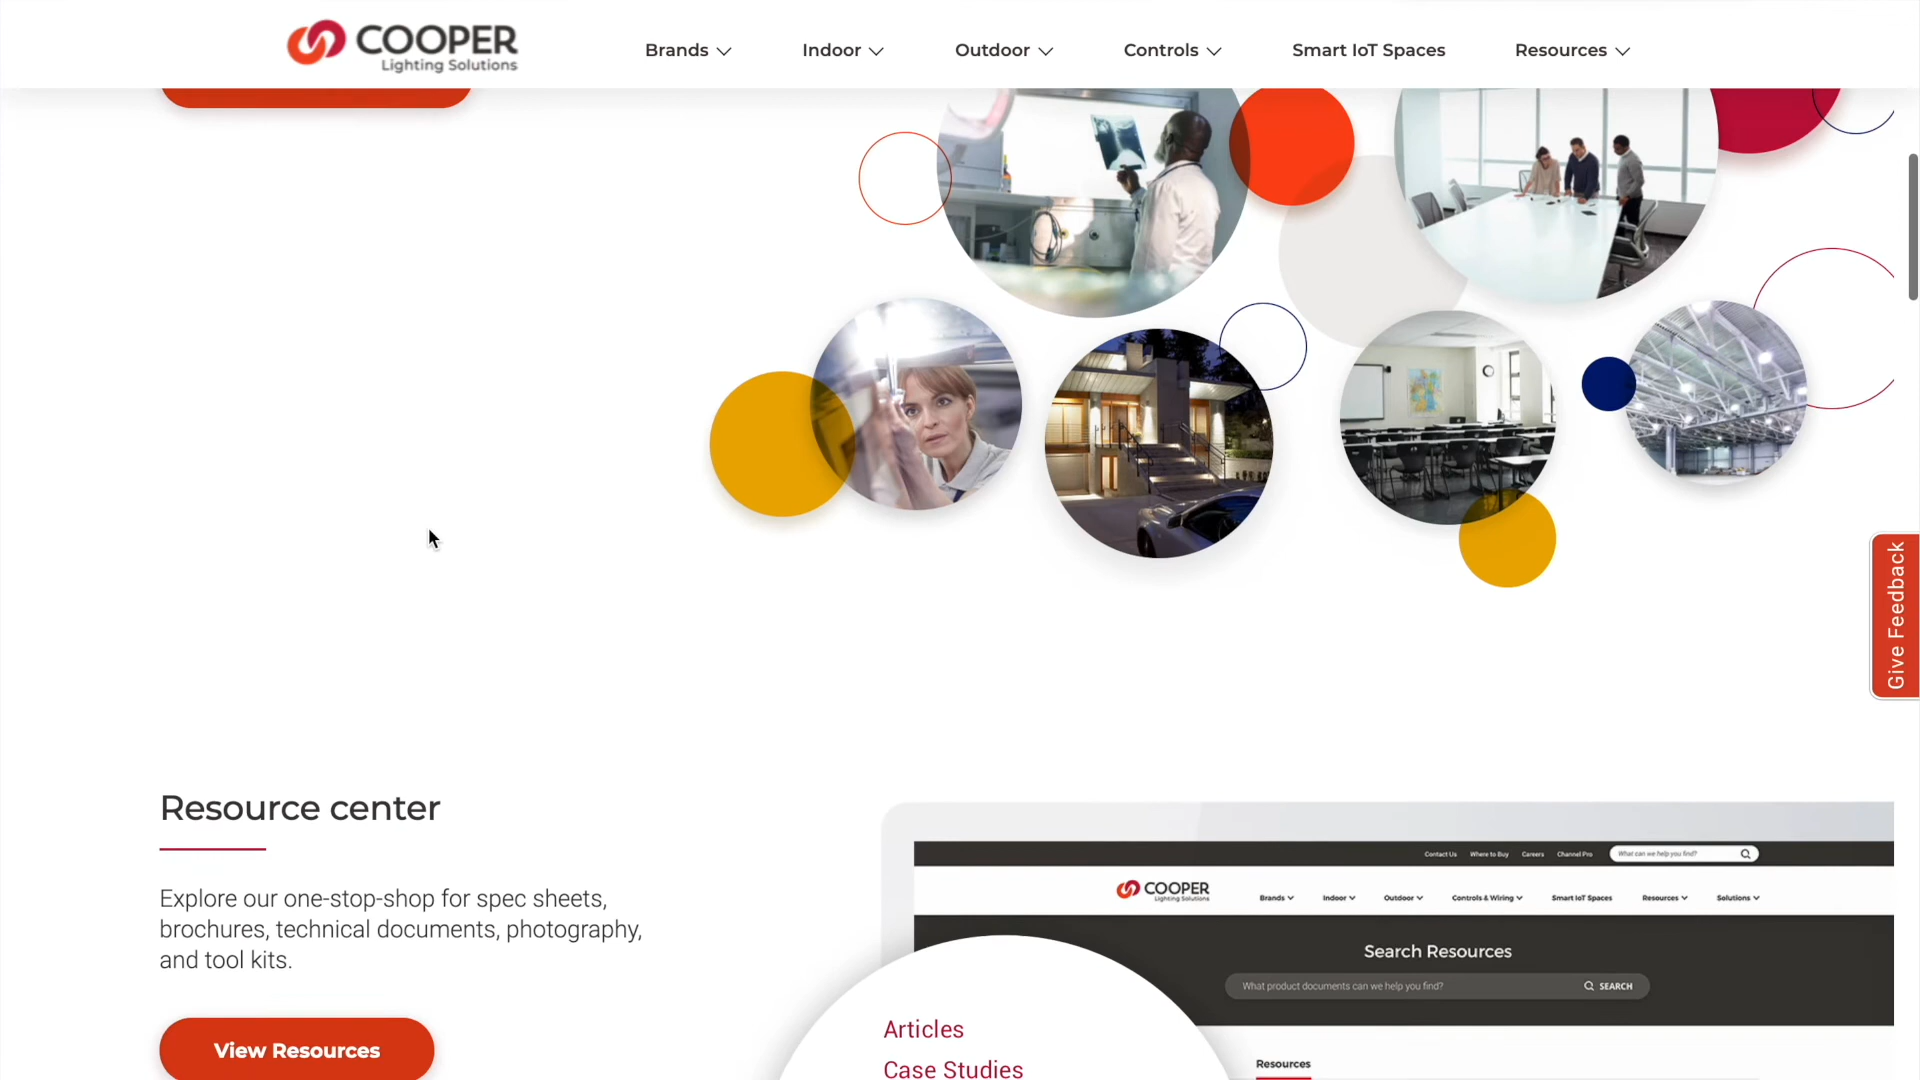 COOPER
Lighting Solutions
Brands
Indoor
Outdoor
Controls
Smart IoT Spaces
Resources
Give Feedback
Resource center
Explore our one-stop-shop for spec sheets,
brochures, technical documents, photography,
and tool kits.
View Resources
Contact Us
Where to Buy
Careers
Channel Pro
What can we help you find?
COOPER
Lighting Solutions
Brands
Indoor
Outdoor
Controls & Wiring
Smart IoT Spaces
Resources
Solutions
Search Resources
What product documents can we help you find?
SEARCH
Articles
Case Studies
Resources